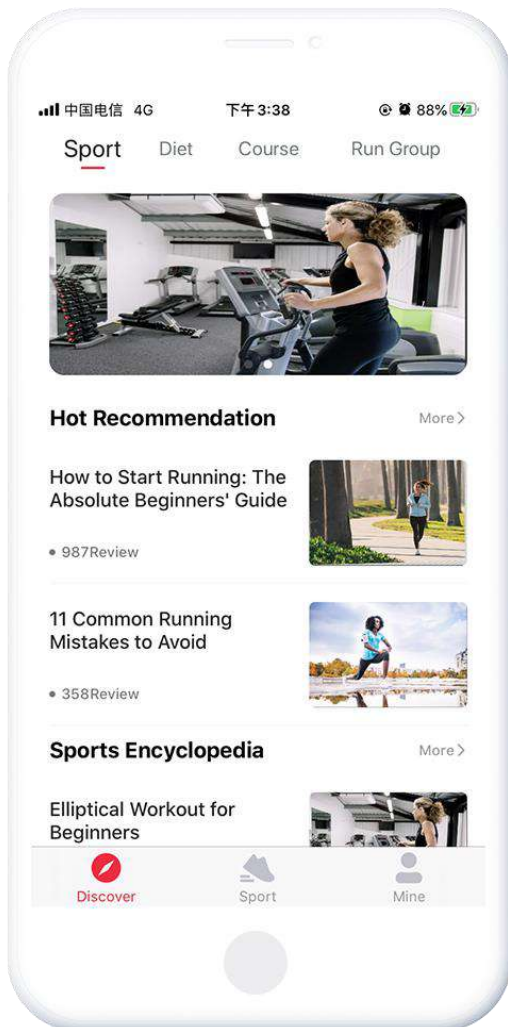 中国电信 4G 下午3:38 88%
Sport Diet Course Run Group
Hot Recommendation More
How to Start Running: The
Absolute Beginners' Guide
987Review
11 Common Running
Mistakes to Avoid
358Review
Sports Encyclopedia More
Elliptical Workout for
Beginners
Discover Sport Mine